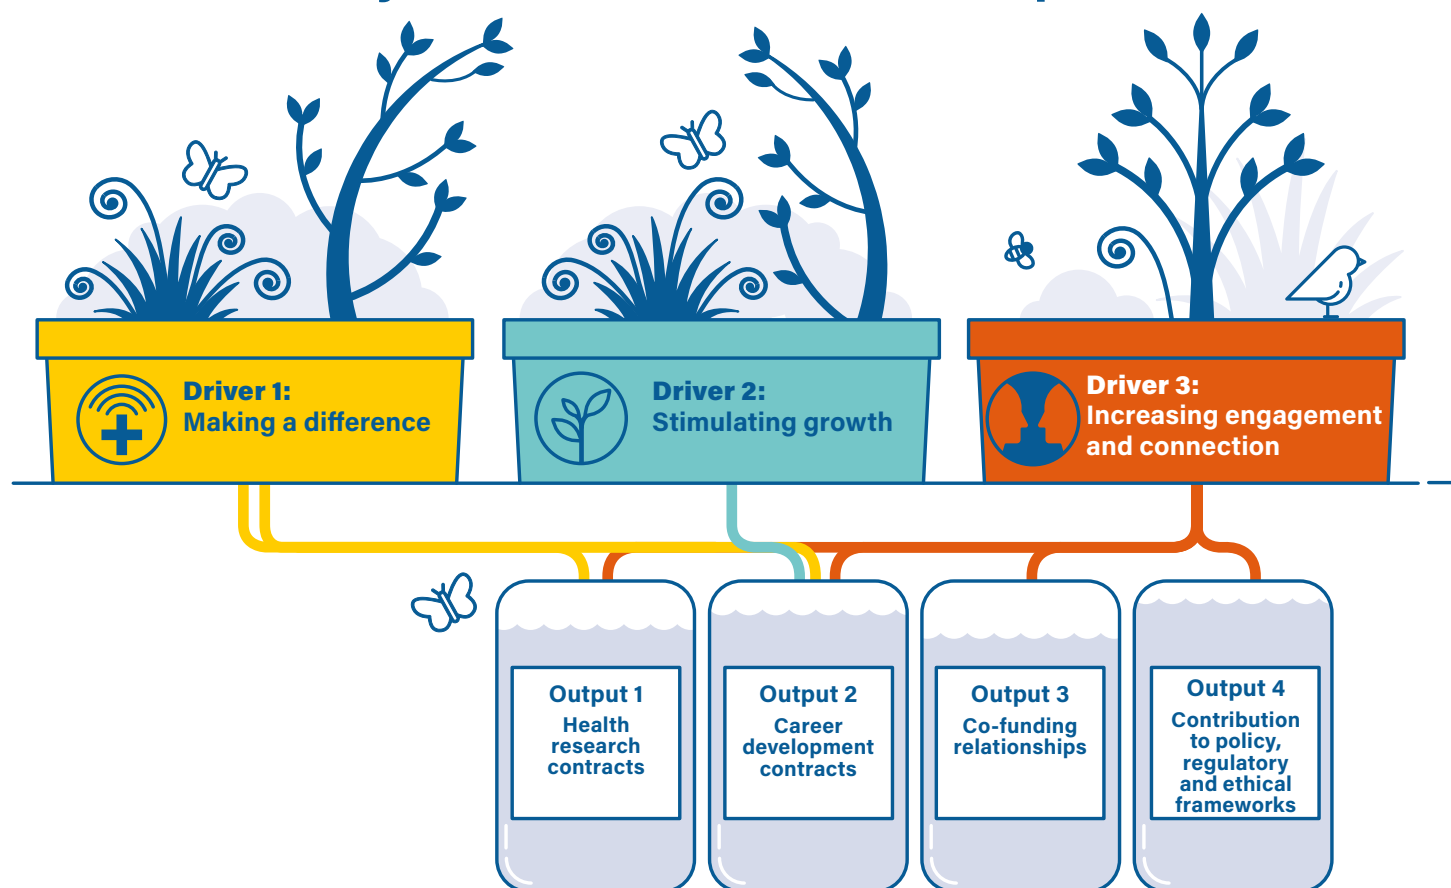 Driver 1:
Making a difference
Driver 2:
Stimulating growth
Driver 3:
Increasing engagement
and connection
Output 1
Health
research
contracts
Output 2
Career
development
contracts
Output 3
Co-funding
relationships
Output 4
Contribution
to policy,
regulatory
and ethical
frameworks